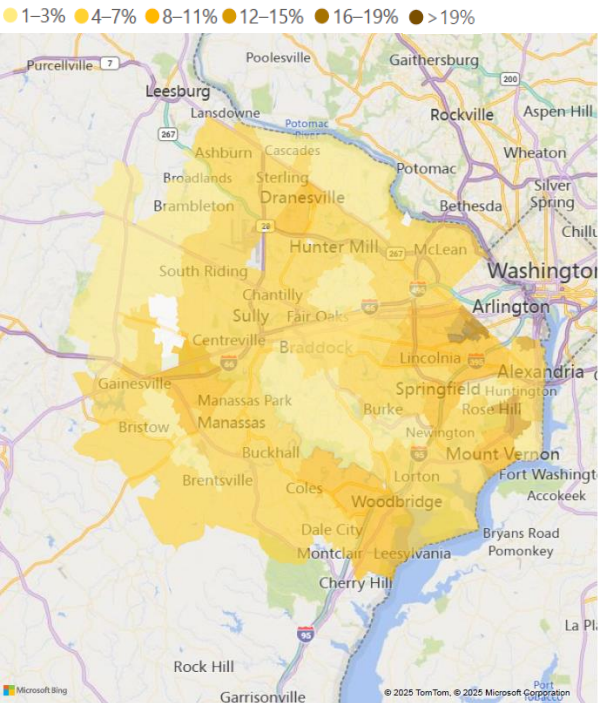 1–3% 4–7% 8–11% 12–15% 16–19% >19%
Poolesville
Gaithersburg
Purcellville
7
200
Leesburg
Lansdowne
Rockville
Aspen Hill
267
Potomac
River
Ashburn
Cascades
Wheaton
Broadlands
Sterling
Potomac
Dranesville
Silver
Spring
Brambleton
Bethesda
28
Chillu
Hunter Mill
267
McLean
South Riding
Washington
Chantilly
66
Arlington
Sully
Fair Oaks
Centreville
Braddock
66
Lincolnia
Alexandria
Gainesville
Springfield
Huntington
Manassas Park
Burke
Rose Hill
Bristow
Manassas
Newington
Buckhall
95
Mount Vernon
Brentsville
Lorton
Fort Washingt
Coles
Accokeek
Woodbridge
Dale City
Bryans Road
Montclair
Leesylvania
Pomonkey
Cherry Hill
95
La Pla
Rock Hill
Port
Tobacco
Microsoft Bing
© 2025 TomTom, © 2025 Microsoft Corporation
Garrisonville